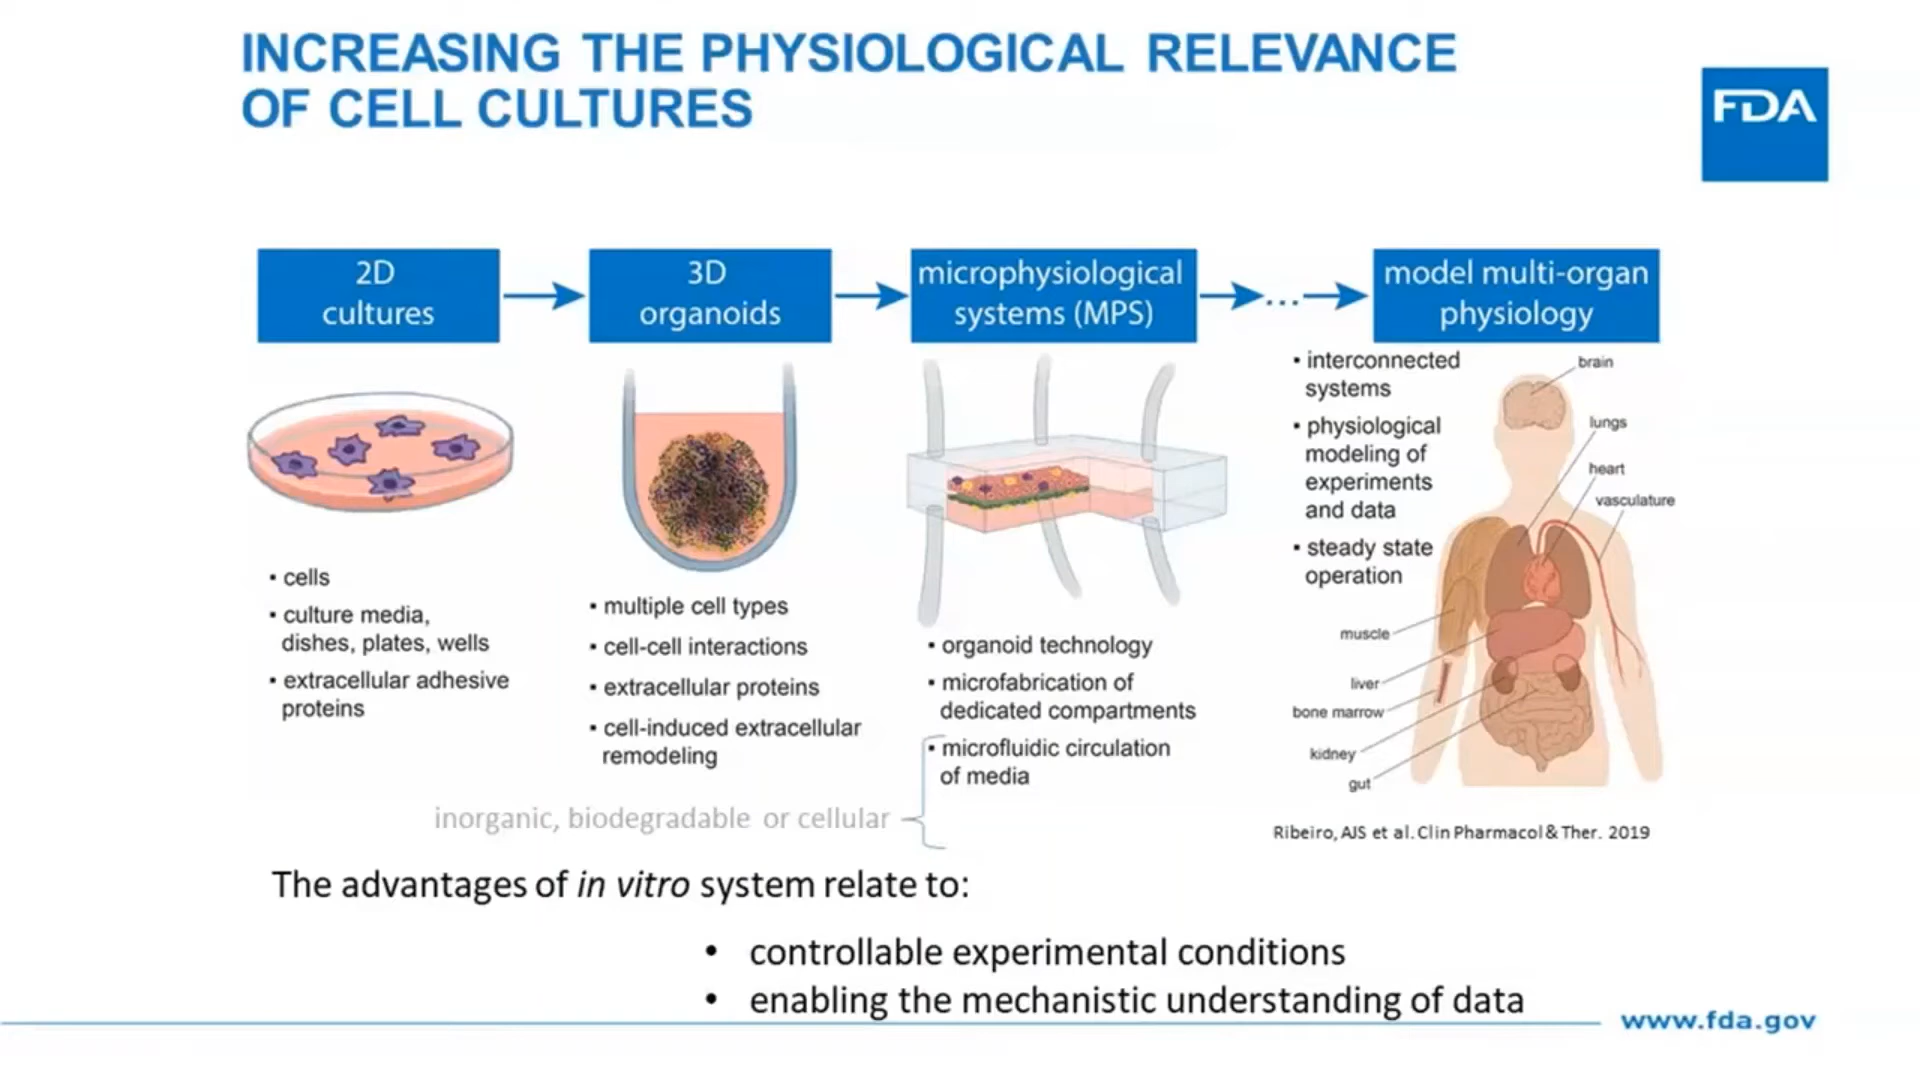 INCREASING THE PHYSIOLOGICAL RELEVANCE
OF CELL CULTURES
FDA
2D
cultures
3D
organoids
microphysiological
systems (MPS)
...
model multi-organ
physiology
• cells
• culture media,
dishes, plates, wells
• extracellular adhesive
proteins
• multiple cell types
• cell-cell interactions
• extracellular proteins
• cell-induced extracellular
remodeling
• organoid technology
• microfabrication of
dedicated compartments
• microfluidic circulation
of media
inorganic, biodegradable or cellular
• interconnected
systems
• physiological
modeling of
experiments
and data
• steady state
operation
brain
lungs
heart
vasculature
muscle
liver
bone marrow
kidney
gut
Ribeiro, AJS et al. Clin Pharmacol & Ther. 2019
The advantages of in vitro system relate to:
• controllable experimental conditions
• enabling the mechanistic understanding of data
www.fda.gov